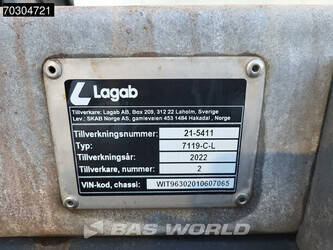 70304721
Lagab
Tillverkare: Lagab AB, Box 209, 312 22 Laholm, Sverige
Lev.: SKAB Norge AS, gamleveien 453 1484 Hakadal, Norge
Tillverkningsnummer: 21-5411
Typ: 7119-C-L
Tillverkningsår: 2022
Tillverkare, nummer: 2
VIN-kod, chassi: WIT96302010607065
BAS WORLD